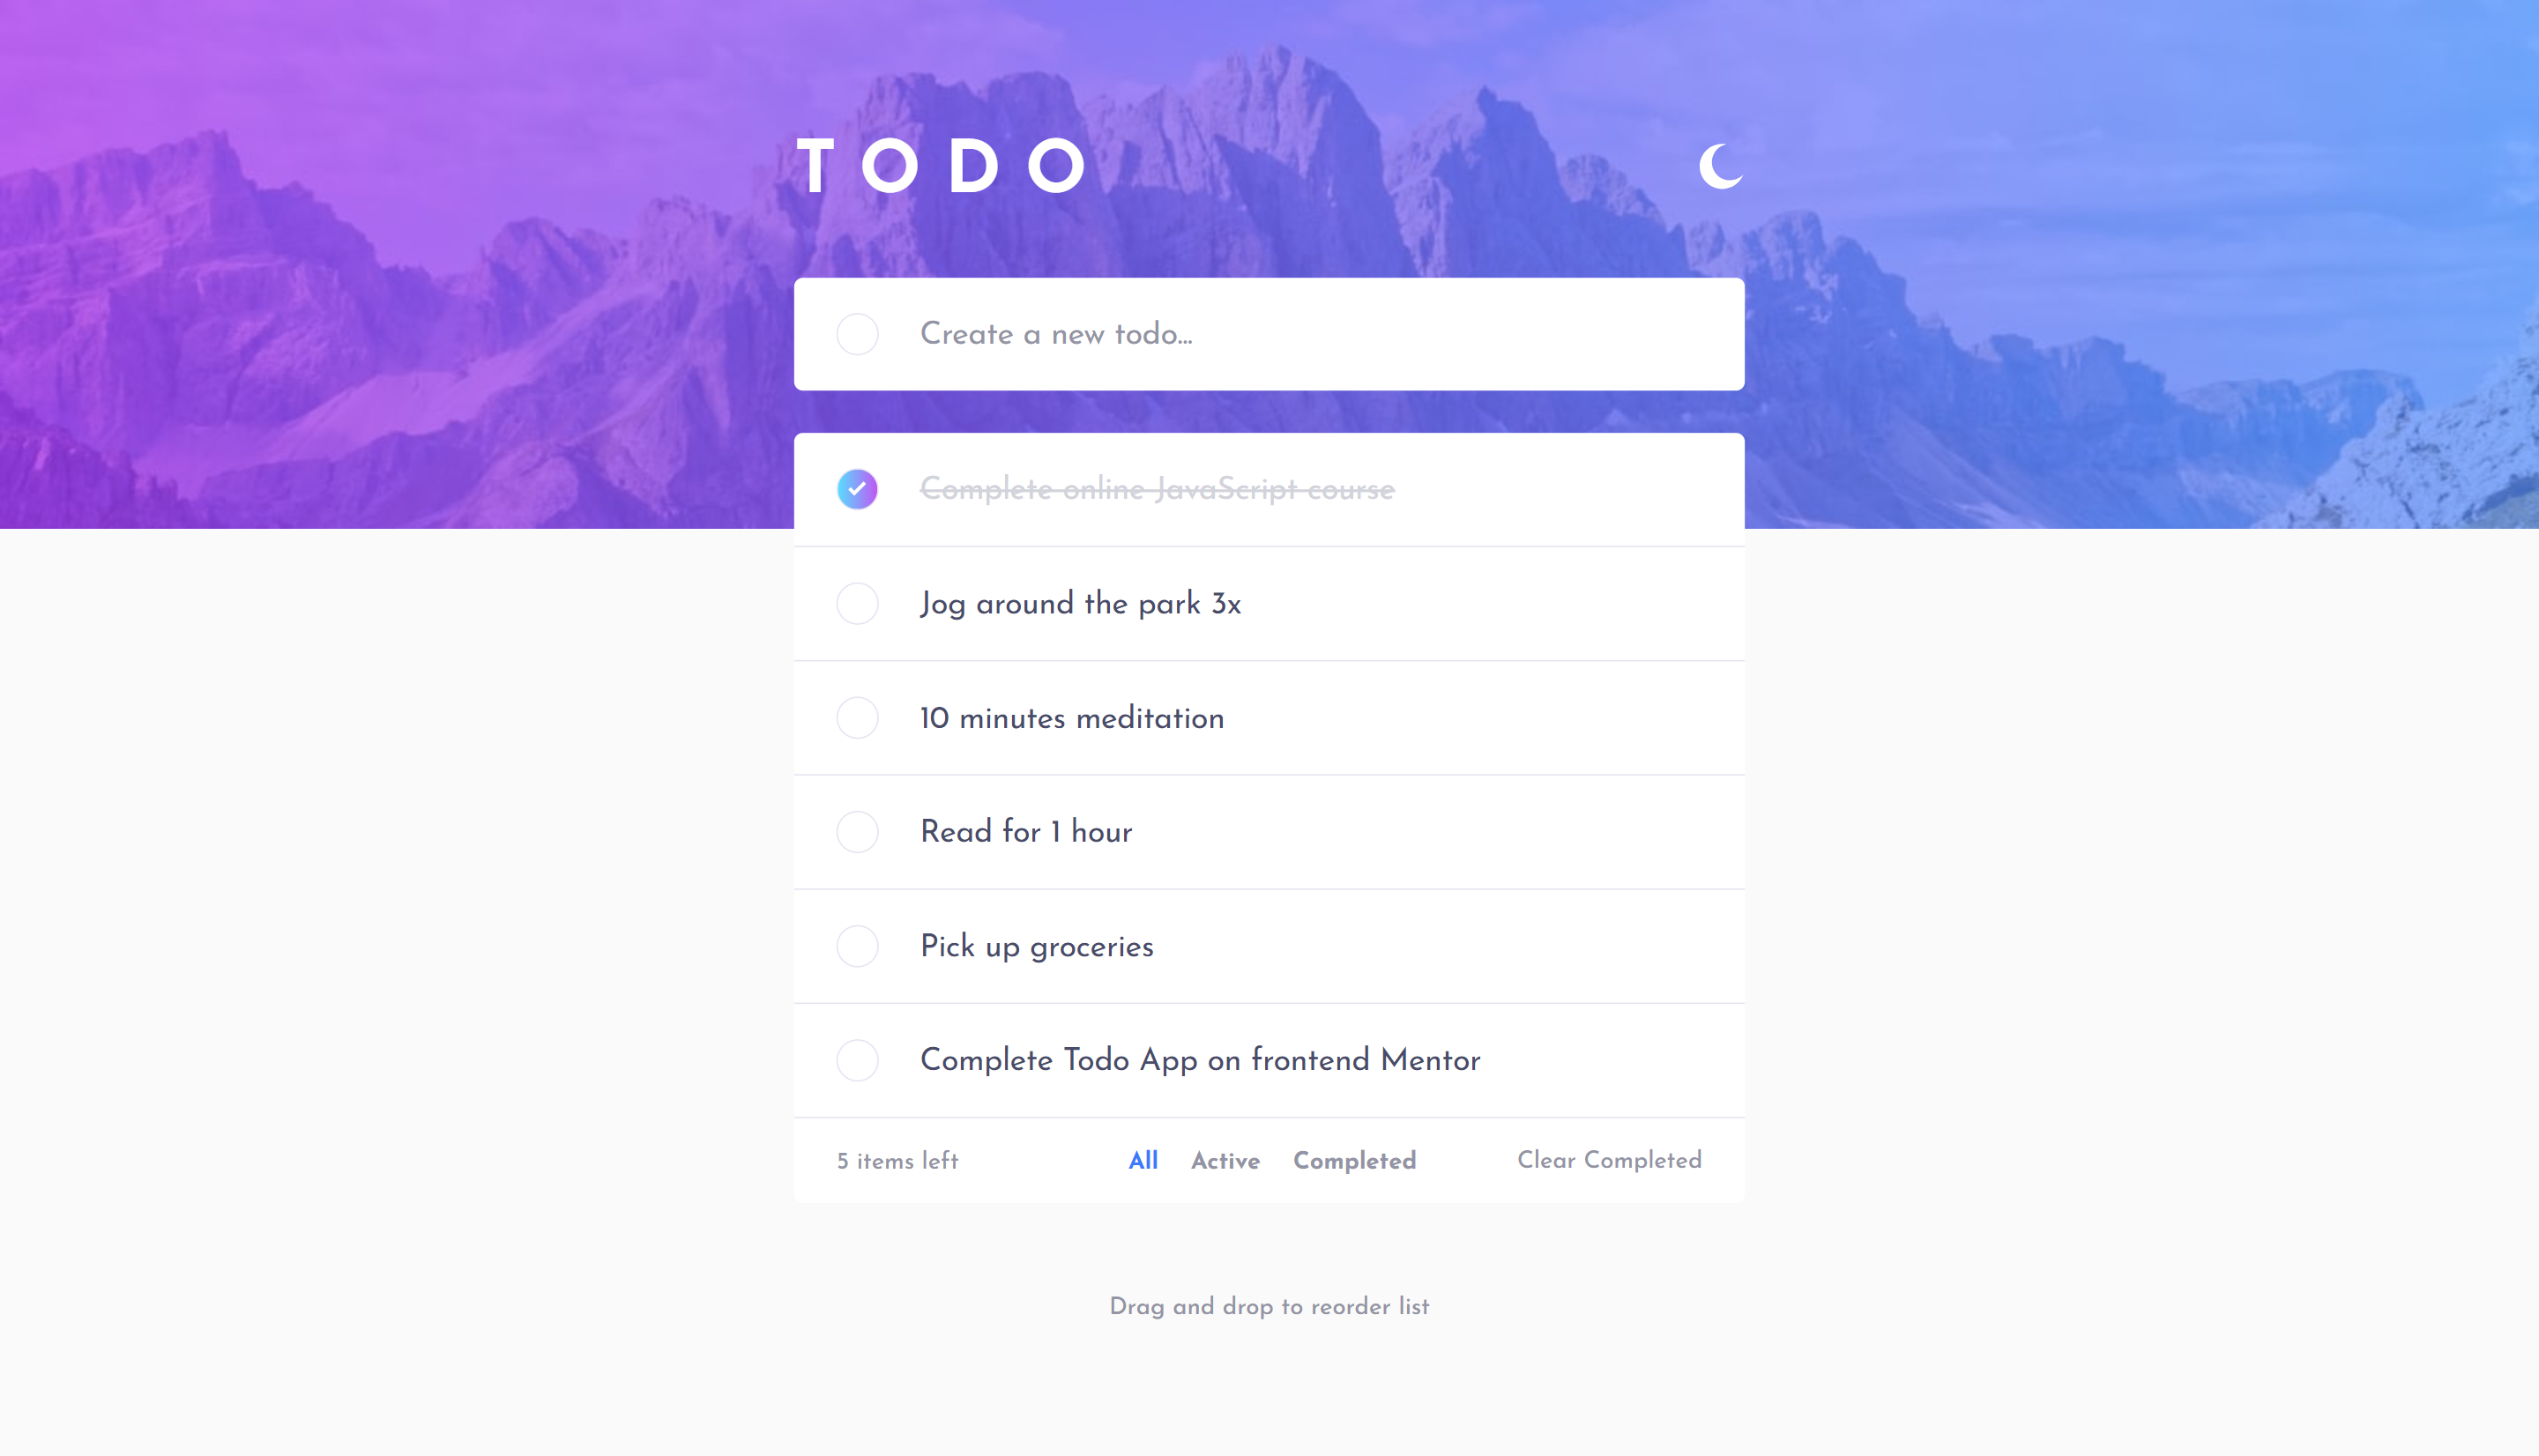 TODO
Create a new todo...
Complete online JavaScript course
Jog around the park 3x
10 minutes meditation
Read for 1 hour
Pick up groceries
Complete Todo App on frontend Mentor
5 items left All Active Completed Clear Completed
Drag and drop to reorder list